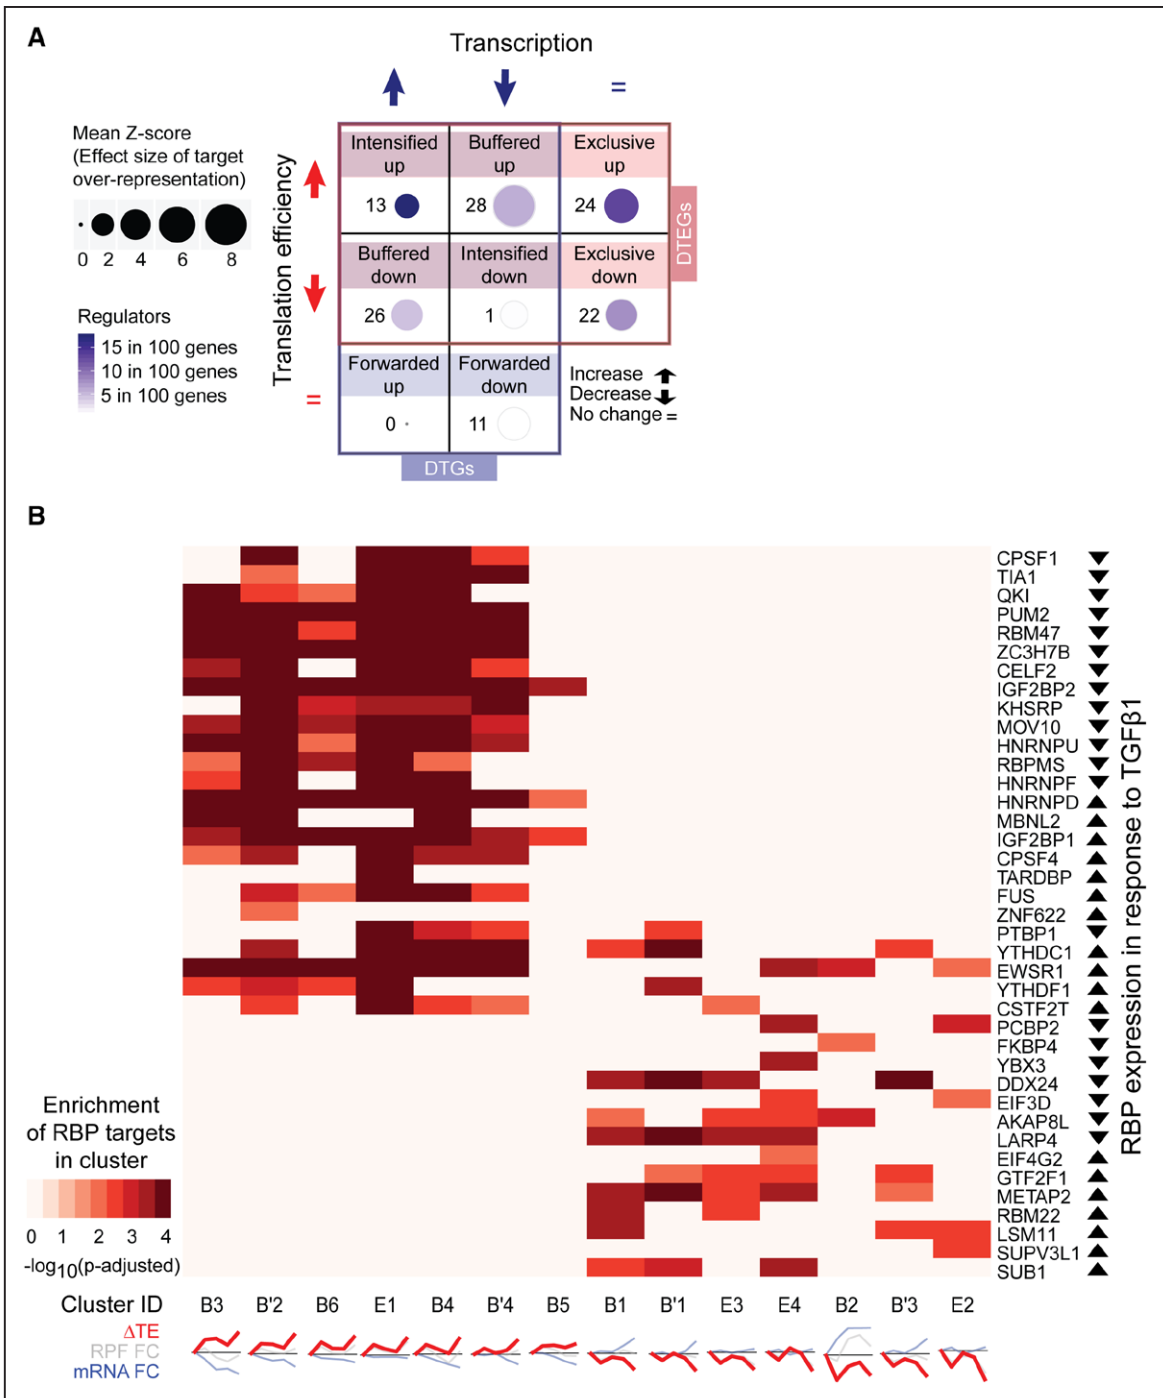 A
Transcription
=
Mean Z-score
(Effect size of target
over-representation)
0 2 4 6 8
Regulators
15 in 100 genes
10 in 100 genes
5 in 100 genes
Translation efficiency
=
Intensified
up
Buffered
up
Exclusive
up
13
28
24
Buffered
down
Intensified
down
Exclusive
down
26
1
22
Forwarded
up
Forwarded
down
0
11
DTEGs
DTGs
Increase
Decrease
No change =
B
CPSF1
TIA1
QKI
PUM2
RBM47
ZC3H7B
CELF2
IGF2BP2
KHSRP
MOV10
HNRNPU
RBPMS
HNRNPF
HNRNPD
MBNL2
IGF2BP1
CPSF4
TARDBP
FUS
ZNF622
PTBP1
YTHDC1
EWSR1
YTHDF1
CSTF2T
PCBP2
FKBP4
YBX3
DDX24
EIF3D
AKAP8L
LARP4
EIF4G2
GTF2F1
METAP2
RBM22
LSM11
SUPV3L1
SUB1
RBP expression in response to TGFβ1
Enrichment
of RBP targets
in cluster
0 1 2 3 4
-log10(p-adjusted)
Cluster ID B3 B'2 B6 E1 B4 B'4 B5 B1 B'1 E3 E4 B2 B'3 E2
ΔTE
RPF FC
mRNA FC